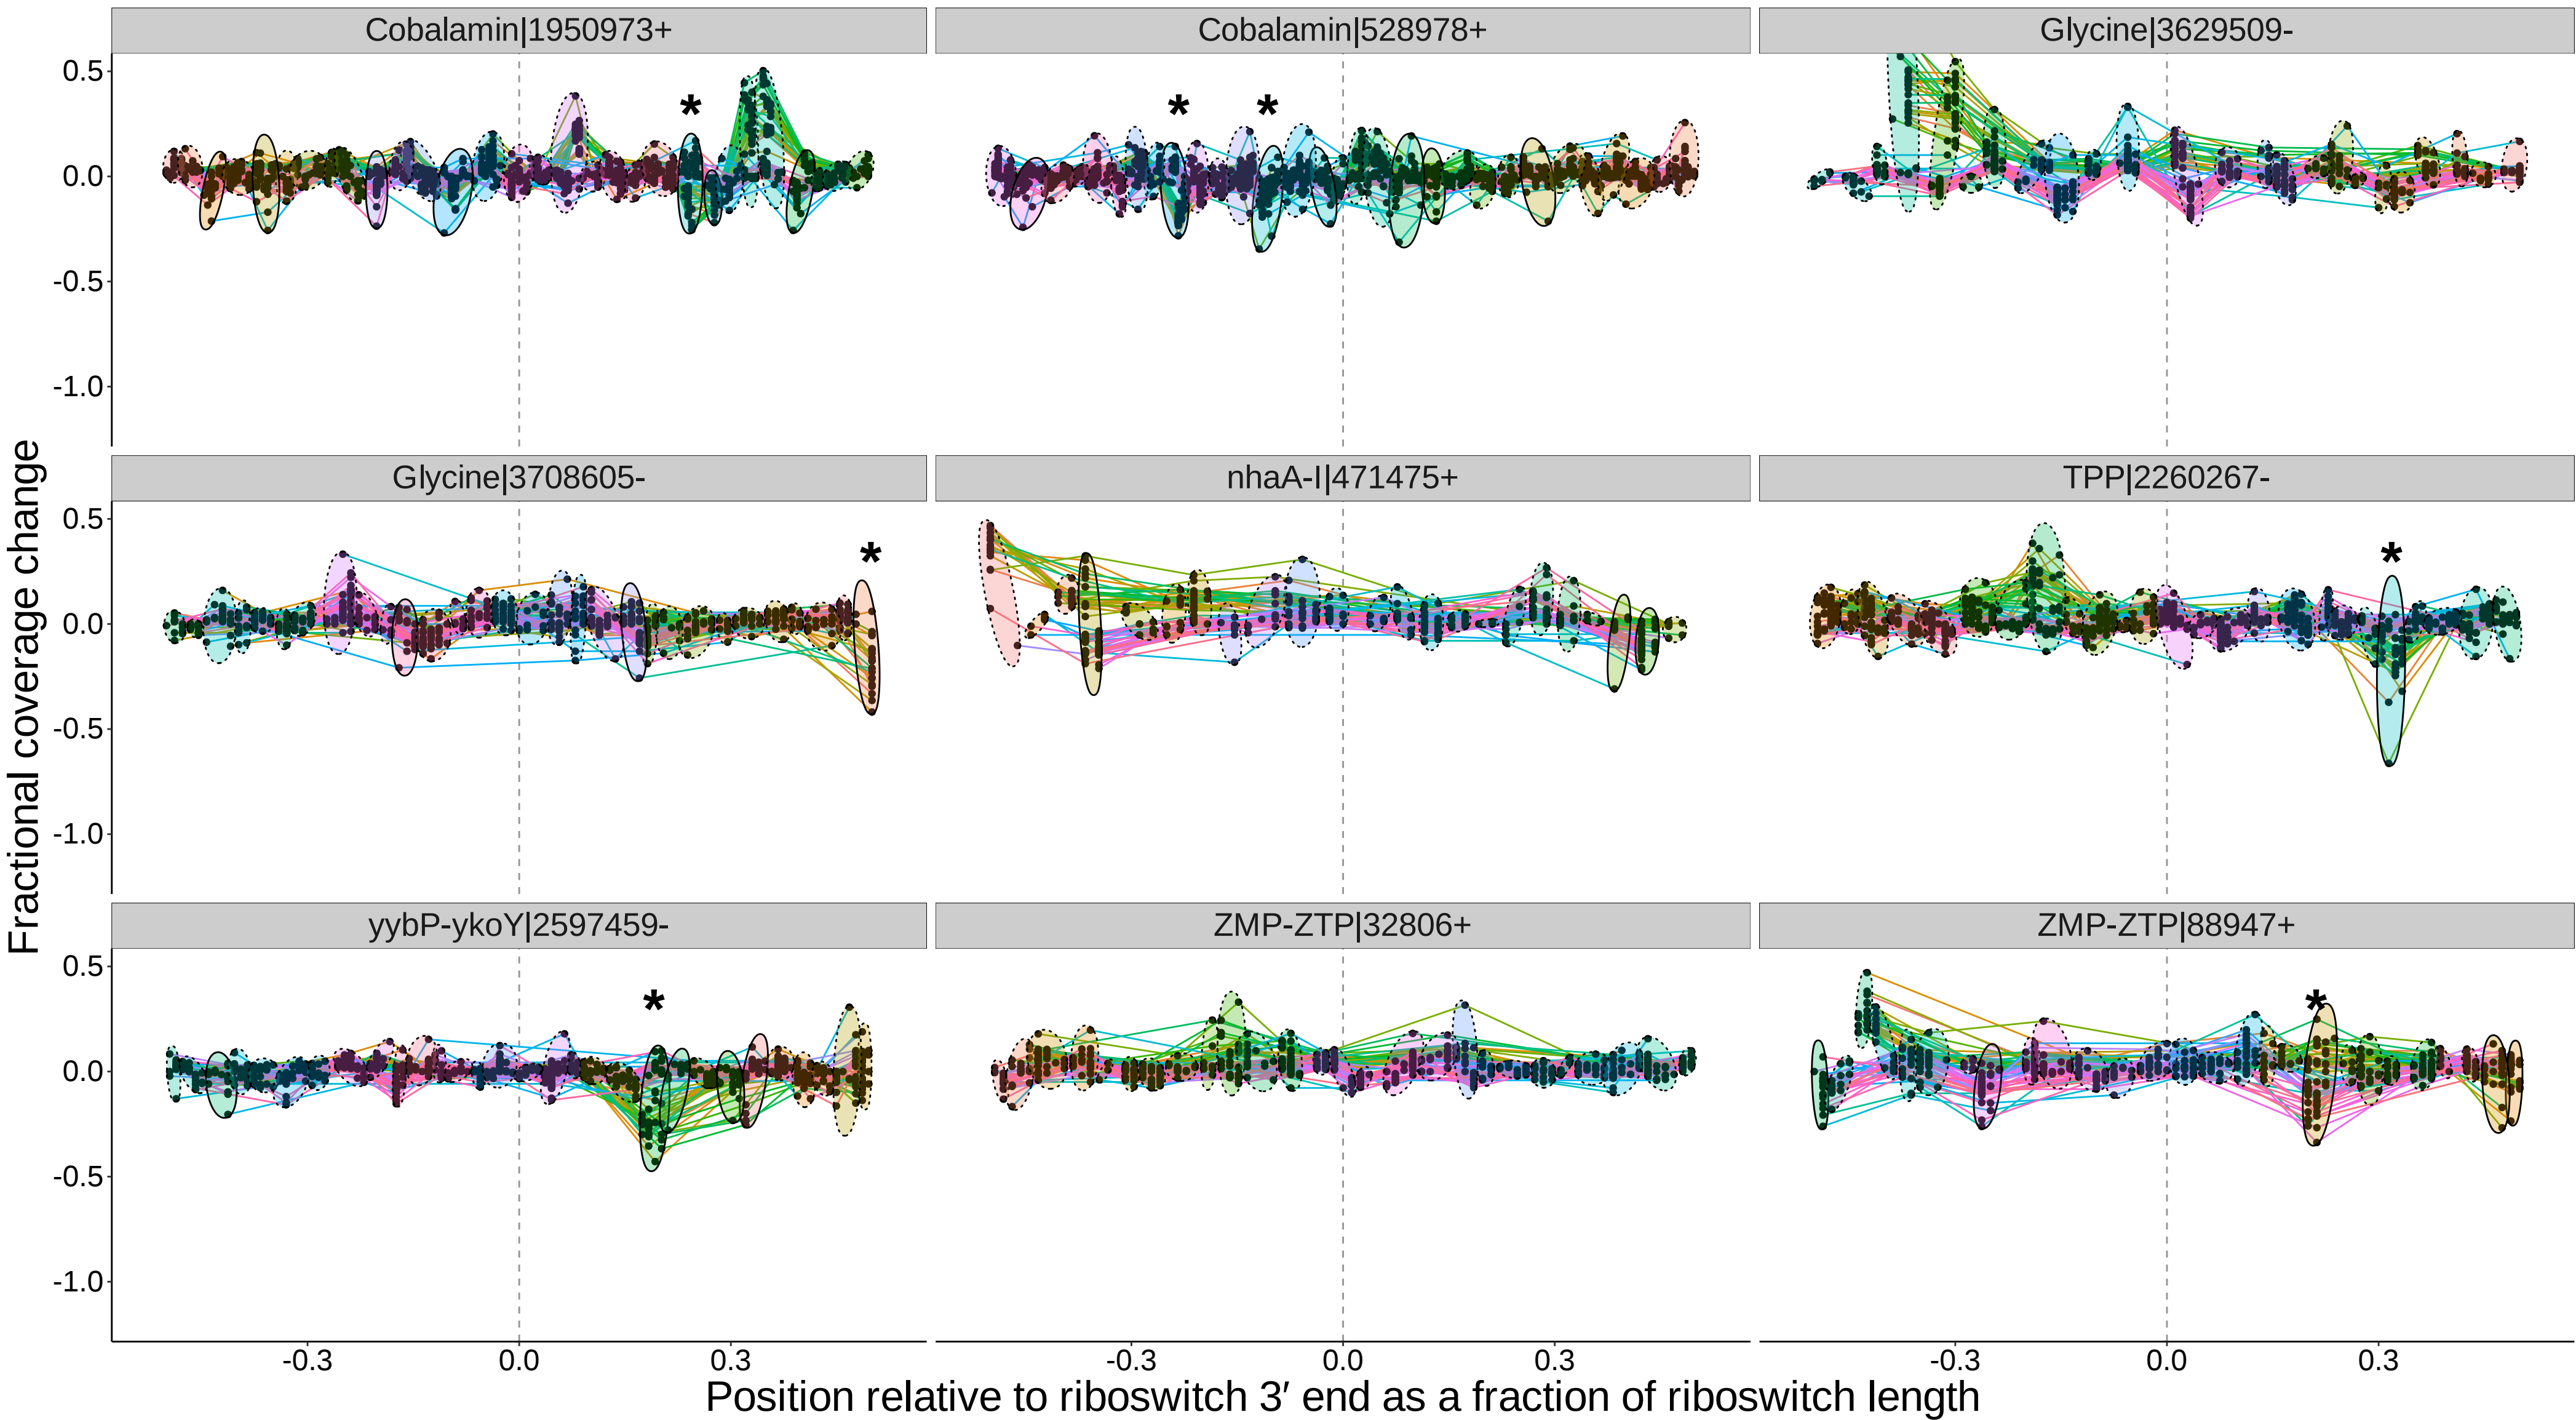 Cobalamin|1950973+
Cobalamin|528978+
Glycine|3629509-
0.5
0.0
-0.5
-1.0
*
* *
Glycine|3708605-
nhaA-I|471475+
TPP|2260267-
0.5
0.0
-0.5
-1.0
*
*
yybP-ykoY|2597459-
ZMP-ZTP|32806+
ZMP-ZTP|88947+
0.5
0.0
-0.5
-1.0
*
*
-0.3 0.0 0.3
-0.3 0.0 0.3
-0.3 0.0 0.3
Position relative to riboswitch 3′ end as a fraction of riboswitch length
Fractional coverage change